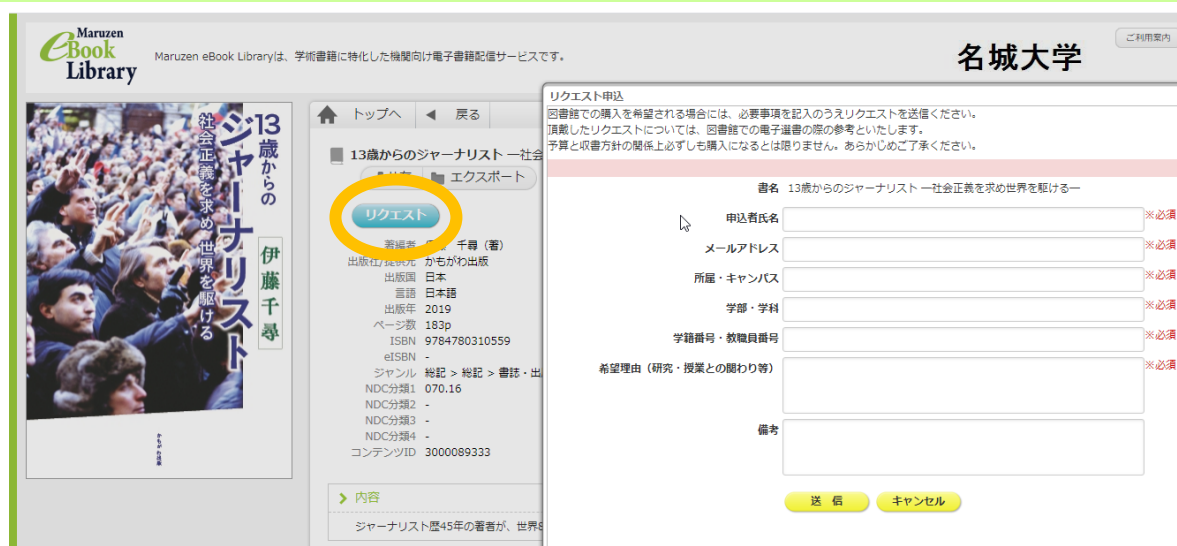 Maruzen
eBook
Library
Maruzen eBook Libraryは、学術書籍に特化した機関向け電子書籍配信サービスです。
名城大学
ご利用案内
13歳からの
ジャーナリスト
社会正義を求め世界を駆ける
伊藤千尋
かもがわ出版
トップへ
戻る
13歳からのジャーナリスト ―社会
エクスポート
リクエスト
千尋（著）
かもがわ出版
出版国 日本
言語 日本語
出版年 2019
ページ数 183p
ISBN 9784780310559
eISBN -
ジャンル 総記 > 総記 > 書誌・出
NDC分類1 070.16
NDC分類2 -
NDC分類3 -
NDC分類4 -
コンテンツID 3000089333
内容
ジャーナリスト歴45年の著者が、世界8
リクエスト申込
図書館での購入を希望される場合には、必要事項を記入のうえリクエストを送信ください。
頂戴したリクエストについては、図書館での電子選書の際の参考といたします。
予算と収書方針の関係上必ずしも購入になるとは限りません。あらかじめご了承ください。
書名 13歳からのジャーナリスト ―社会正義を求め世界を駆ける―
申込者氏名 ※必須
メールアドレス ※必須
所属・キャンパス ※必須
学部・学科 ※必須
学籍番号・教職員番号 ※必須
希望理由（研究・授業との関わり等） ※必須
備考
送 信 キャンセル